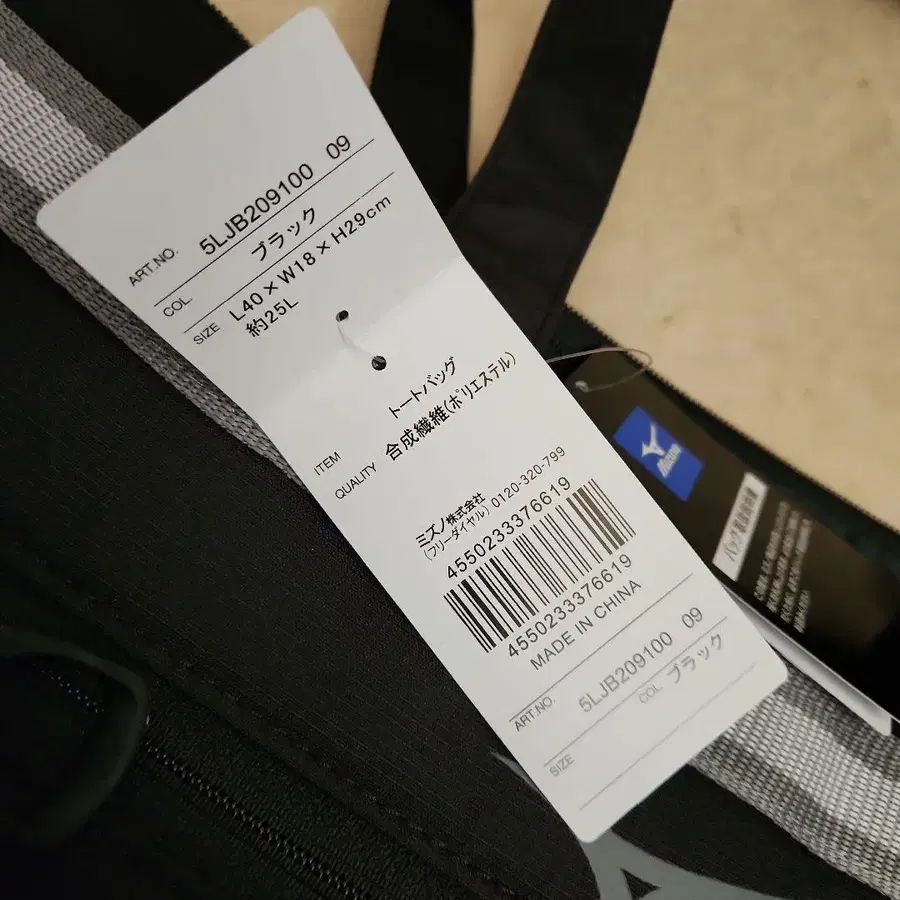 ART.NO. 5LJB209100 09
COL. ブラック
SIZE L40×W18×H29cm
約25L
ITEM トートバッグ
QUALITY 合成繊維(ポリエステル)
ミズノ株式会社
(フリーダイヤル) 0120-320-799
4550233376619
4550233376619
MADE IN CHINA
ART.NO. 5LJB209100 09
COL ブラック
SIZE
Mizuno